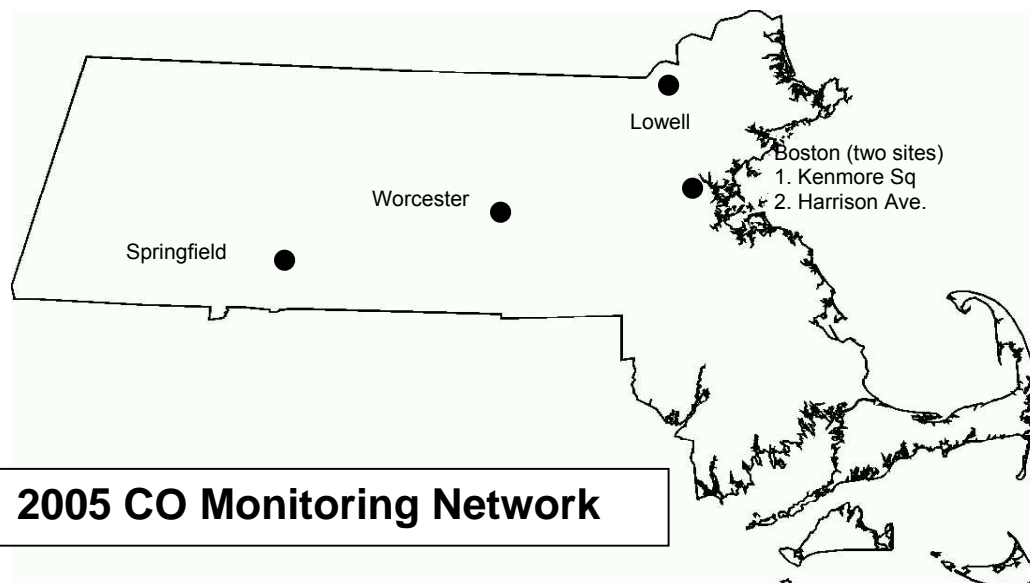 Lowell
Boston (two sites)
1. Kenmore Sq
2. Harrison Ave.
Worcester
Springfield
2005 CO Monitoring Network